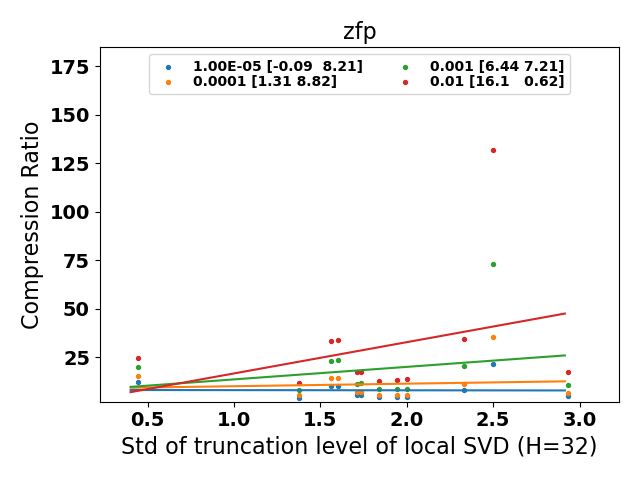 zfp
1.00E-05 [-0.09 8.21]
0.0001 [1.31 8.82]
0.001 [6.44 7.21]
0.01 [16.1 0.62]
Compression Ratio
175
150
125
100
75
50
25
0.5 1.0 1.5 2.0 2.5 3.0
Std of truncation level of local SVD (H=32)